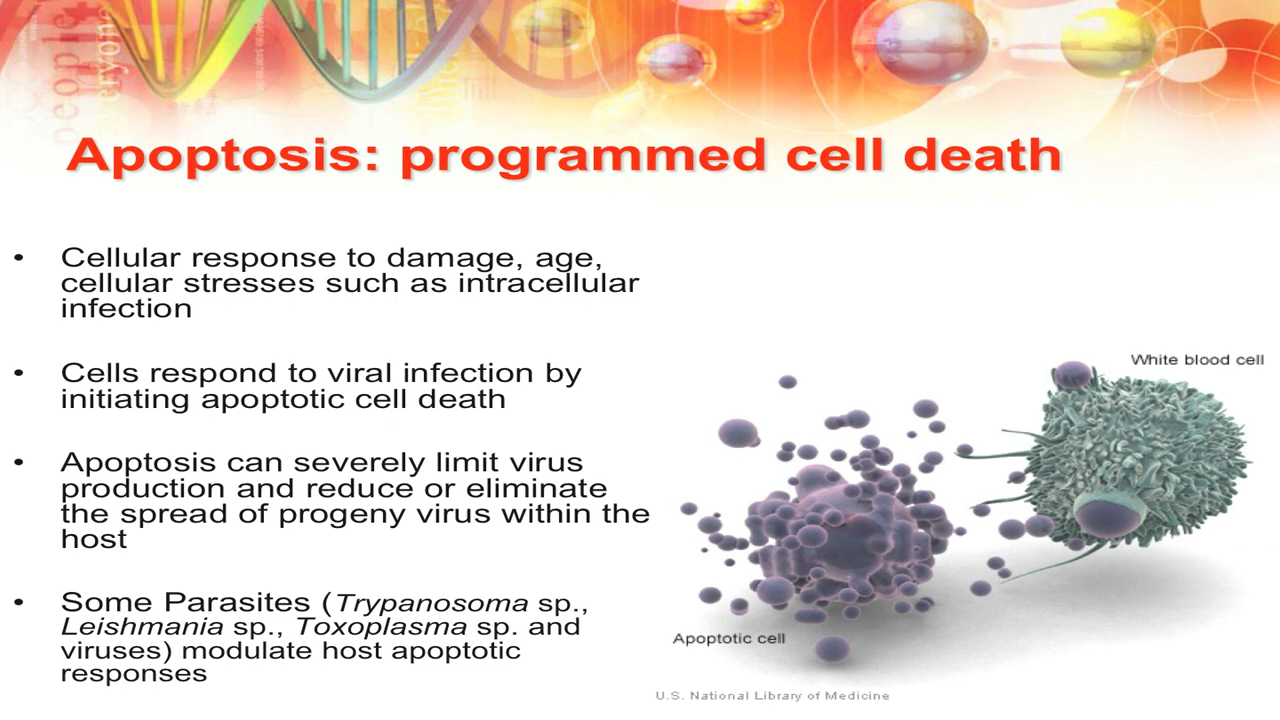 people
eryone
Apoptosis: programmed cell death
• Cellular response to damage, age,
cellular stresses such as intracellular
infection
• Cells respond to viral infection by
initiating apoptotic cell death
• Apoptosis can severely limit virus
production and reduce or eliminate
the spread of progeny virus within the
host
• Some Parasites (Trypanosoma sp.,
Leishmania sp., Toxoplasma sp. and
viruses) modulate host apoptotic
responses
White blood cell
Apoptotic cell
U.S. National Library of Medicine